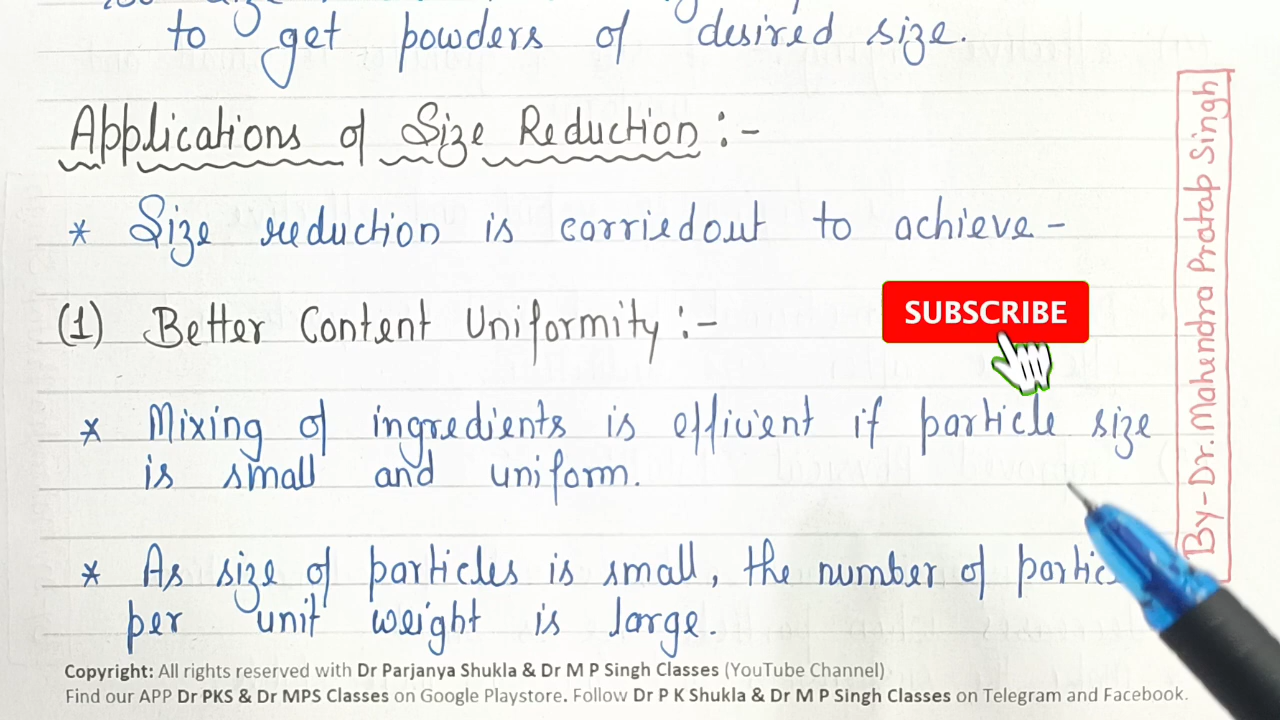 to get powders of desired size.
Applications of Size Reduction :-
* Size reduction is carriedout to achieve -
(1) Better Content Uniformity :-
SUBSCRIBE
* Mixing of ingredients is efficient if particle size
is small and uniform.
* As size of particles is small, the number of
per unit weight is large.
By- Dr. Mahendra Pratap Singh
Copyright: All rights reserved with Dr Parjanya Shukla & Dr M P Singh Classes (YouTube Channel)
Find our APP Dr PKS & Dr MPS Classes on Google Playstore. Follow Dr P K Shukla & Dr M P Singh Classes on Telegram and Facebook.